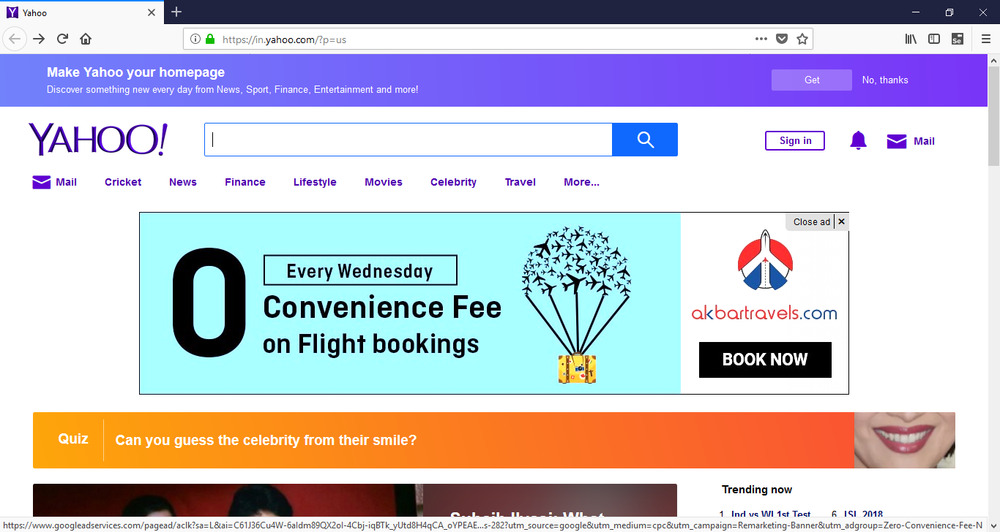 Yahoo
https://in.yahoo.com/?p=us
Se
Make Yahoo your homepage
Discover something new every day from News, Sport, Finance, Entertainment and more!
Get
No, thanks
YAHOO!
Sign in
Mail
Mail Cricket News Finance Lifestyle Movies Celebrity Travel More...
Close ad ×
0
Every Wednesday
Convenience Fee
on Flight bookings
akbartravels.com
BOOK NOW
Quiz
Can you guess the celebrity from their smile?
Trending now
1. Ind vs WI 1st Test 6. ISL 2018
What
https://www.googleadservices.com/pagead/aclk?sa=L&ai=C61J36Cu4W-6aldm89QX2ol-4Cbj-iqBTk_yUtd8H4qCA_oYPEAE...s-282?utm_source=google&utm_medium=cpc&utm_campaign=Remarketing-Banner&utm_adgroup=Zero-Convenience-Fee-N